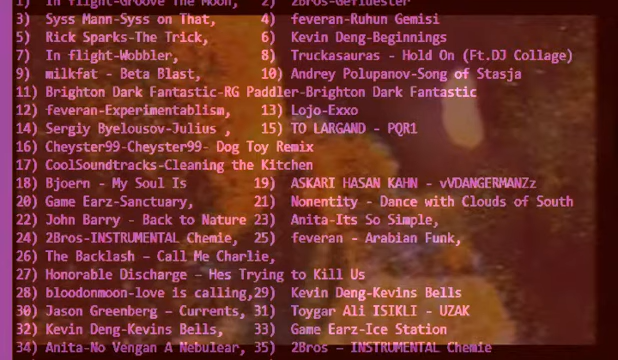 1) In flight-Groove The Moon, 2) 2Bros-Gefluester
3) Syss Mann-Syss on That, 4) feveran-Ruhun Gemisi
5) Rick Sparks-The Trick, 6) Kevin Deng-Beginnings
7) In flight-Wobbler, 8) Truckasauras - Hold On (Ft.DJ Collage)
9) milkfat - Beta Blast, 10) Andrey Polupanov-Song of Stasja
11) Brighton Dark Fantastic-RG Paddler-Brighton Dark Fantastic
12) feveran-Experimentablism, 13) Lojo-Exxo
14) Sergiy Byelousov-Julius , 15) TO LARGAND - PQR1
16) Cheyster99-Cheyster99- Dog Toy Remix
17) CoolSoundtracks-Cleaning the Kitchen
18) Bjoern - My Soul Is 19) ASKARI HASAN KAHN - vVDANGERMANZz
20) Game Earz-Sanctuary, 21) Nonentity - Dance with Clouds of South
22) John Barry - Back to Nature 23) Anita-Its So Simple,
24) 2Bros-INSTRUMENTAL Chemie, 25) feveran - Arabian Funk,
26) The Backlash – Call Me Charlie,
27) Honorable Discharge – Hes Trying to Kill Us
28) bloodonmoon-love is calling,29) Kevin Deng-Kevins Bells
30) Jason Greenberg – Currents, 31) Toygar Ali ISIKLI - UZAK
32) Kevin Deng-Kevins Bells, 33) Game Earz-Ice Station
34) Anita-No Vengan A Nebulear, 35) 2Bros – INSTRUMENTAL Chemie